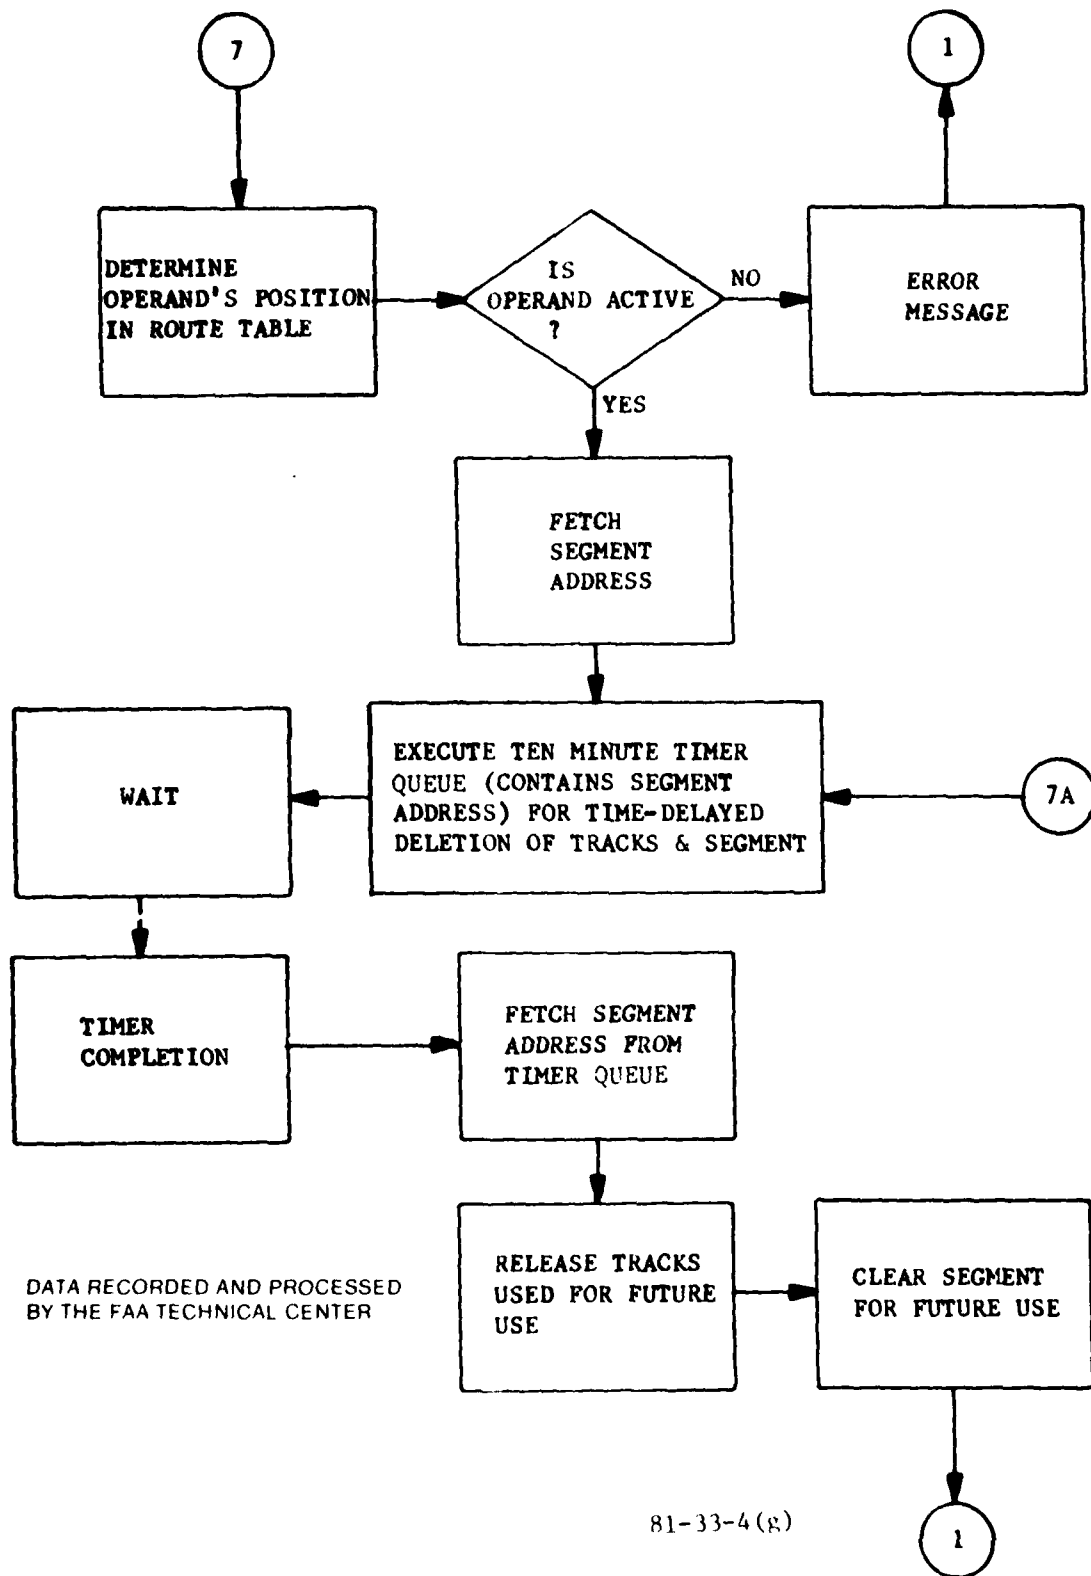 7
1
DETERMINE
OPERAND'S POSITION
IN ROUTE TABLE
IS
OPERAND ACTIVE
?
NO
ERROR
MESSAGE
YES
FETCH
SEGMENT
ADDRESS
WAIT
EXECUTE TEN MINUTE TIMER
QUEUE (CONTAINS SEGMENT
ADDRESS) FOR TIME-DELAYED
DELETION OF TRACKS & SEGMENT
7A
TIMER
COMPLETION
FETCH SEGMENT
ADDRESS FROM
TIMER QUEUE
RELEASE TRACKS
USED FOR FUTURE
USE
CLEAR SEGMENT
FOR FUTURE USE
DATA RECORDED AND PROCESSED
BY THE FAA TECHNICAL CENTER
81-33-4(g)
1